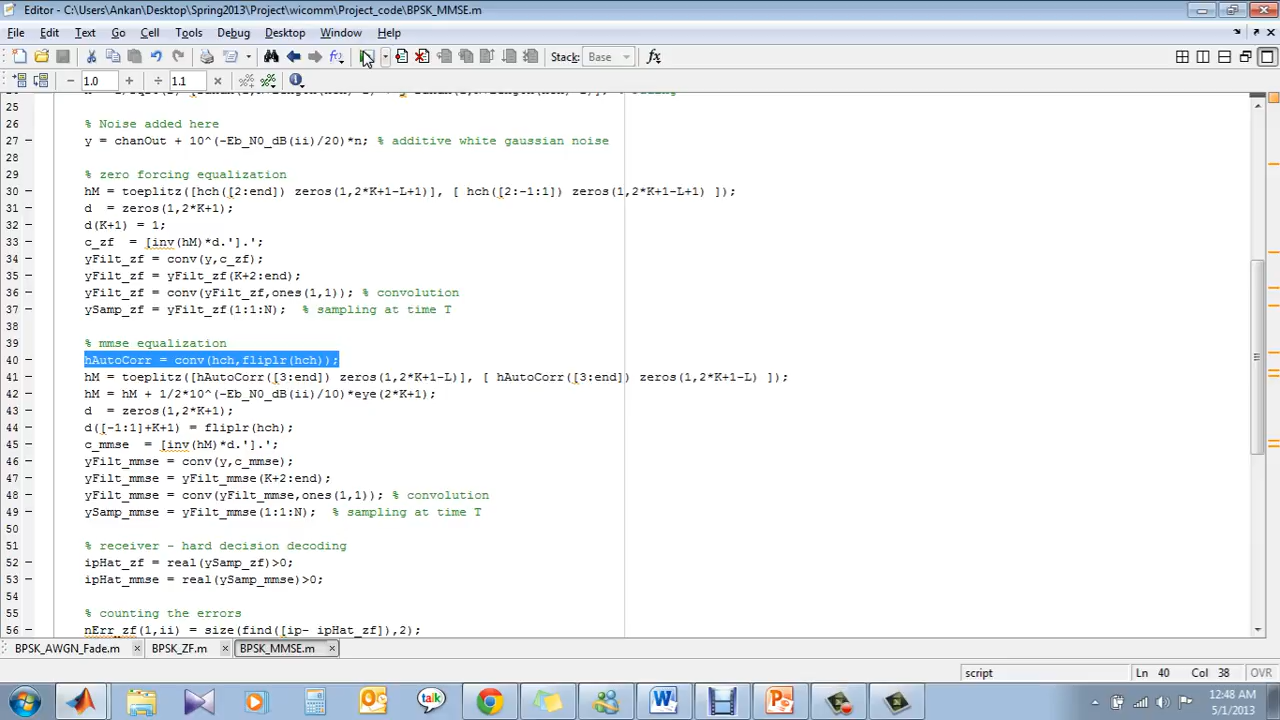 Editor - C:\Users\Ankan\Desktop\Spring2013\Project\wicomm\Project_code\BPSK_MMSE.m
File Edit Text Go Cell Tools Debug Desktop Window Help
Stack: Base fx
1.0 1.1
25
26 % Noise added here
27 y = chanOut + 10^(-Eb_N0_dB(ii)/20)*n; % additive white gaussian noise
28
29 % zero forcing equalization
30 hM = toeplitz([hch([2:end]) zeros(1,2*K+1-L+1)], [ hch([2:-1:1]) zeros(1,2*K+1-L+1) ]);
31 d  = zeros(1,2*K+1);
32 d(K+1) = 1;
33 c_zf  = [inv(hM)*d.'].';
34 yFilt_zf = conv(y,c_zf);
35 yFilt_zf = yFilt_zf(K+2:end);
36 yFilt_zf = conv(yFilt_zf,ones(1,1)); % convolution
37 ySamp_zf = yFilt_zf(1:1:N);  % sampling at time T
38
39 % mmse equalization
40 hAutoCorr = conv(hch,fliplr(hch));
41 hM = toeplitz([hAutoCorr([3:end]) zeros(1,2*K+1-L)], [ hAutoCorr([3:end]) zeros(1,2*K+1-L) ]);
42 hM = hM + 1/2*10^(-Eb_N0_dB(ii)/10)*eye(2*K+1);
43 d  = zeros(1,2*K+1);
44 d([-1:1]+K+1) = fliplr(hch);
45 c_mmse  = [inv(hM)*d.'].';
46 yFilt_mmse = conv(y,c_mmse);
47 yFilt_mmse = yFilt_mmse(K+2:end);
48 yFilt_mmse = conv(yFilt_mmse,ones(1,1)); % convolution
49 ySamp_mmse = yFilt_mmse(1:1:N);  % sampling at time T
50
51 % receiver - hard decision decoding
52 ipHat_zf = real(ySamp_zf)>0;
53 ipHat_mmse = real(ySamp_mmse)>0;
54
55 % counting the errors
56 nErr_zf(1,ii) = size(find([ip- ipHat_zf]),2);
BPSK_AWGN_Fade.m BPSK_ZF.m BPSK_MMSE.m
script Ln 40 Col 38 OVR
talk
12:48 AM
5/1/2013